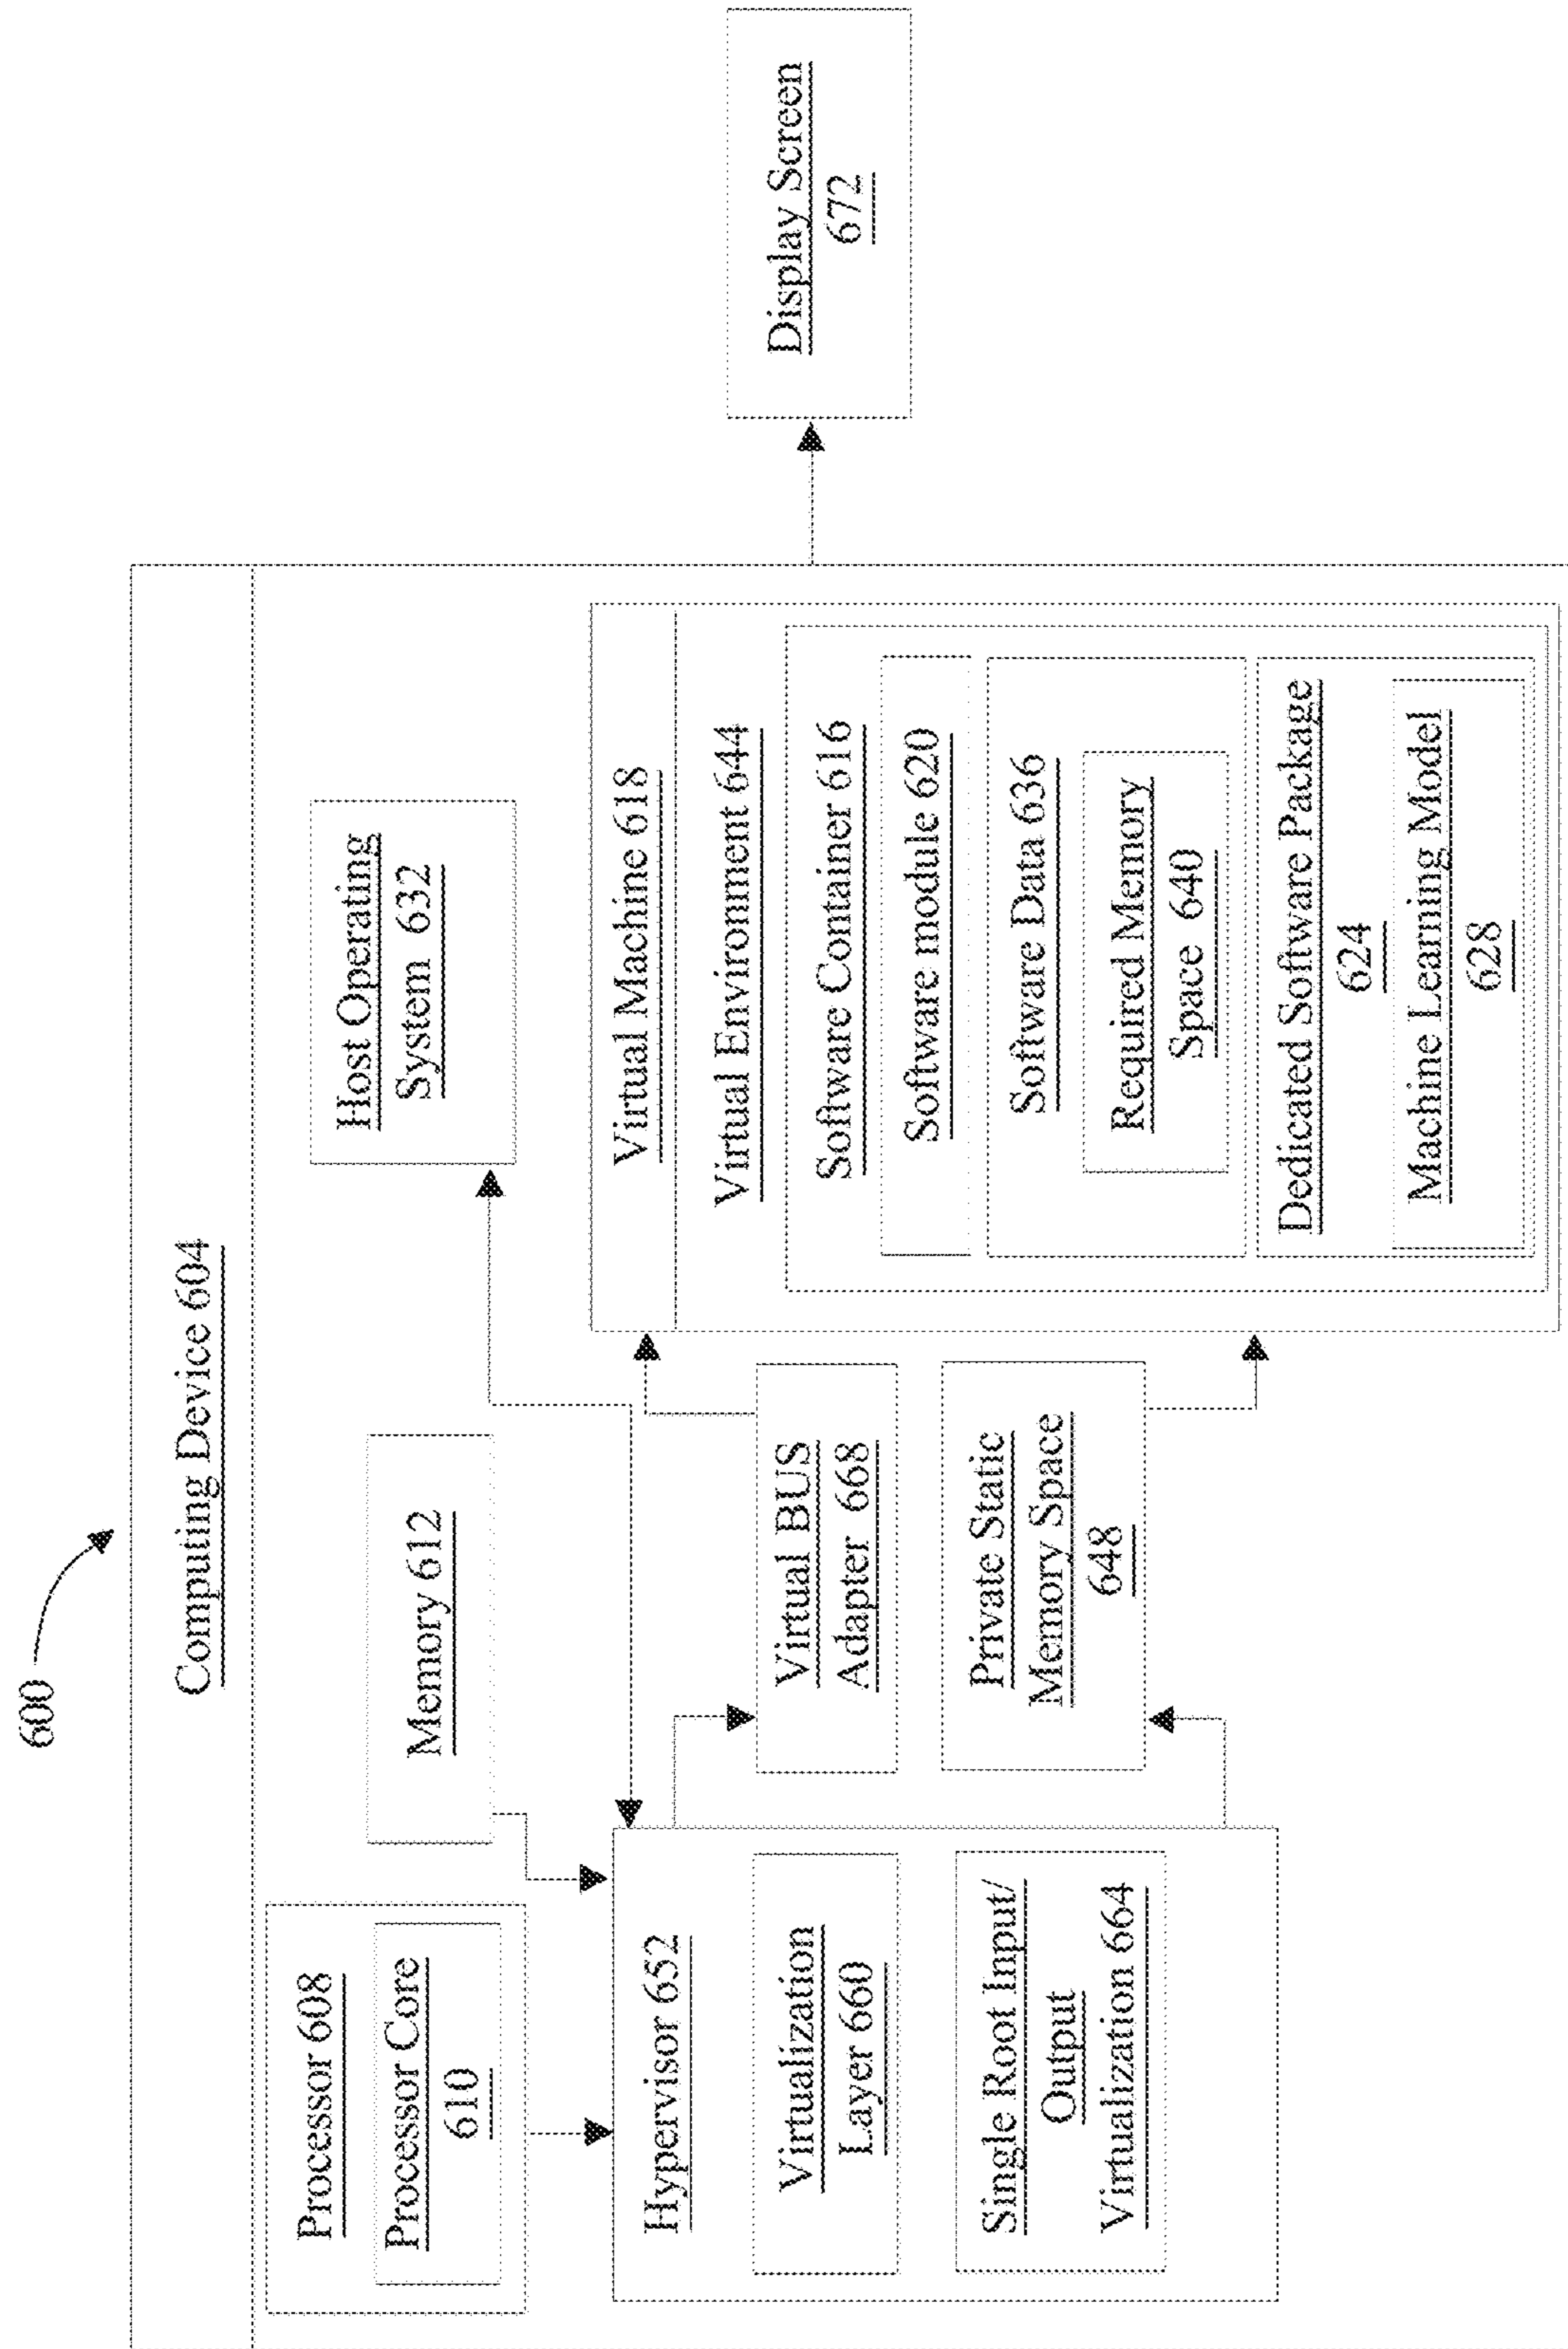 600
Computing Device 604
Processor 608
Processor Core
610
Memory 612
Host Operating
System 632
Hypervisor 652
Virtualization
Layer 660
Single Root Input/
Output
Virtualization 664
Virtual BUS
Adapter 668
Private Static
Memory Space
648
Virtual Machine 618
Virtual Environment 644
Software Container 616
Software module 620
Software Data 636
Required Memory
Space 640
Dedicated Software Package
624
Machine Learning Model
628
Display Screen
672